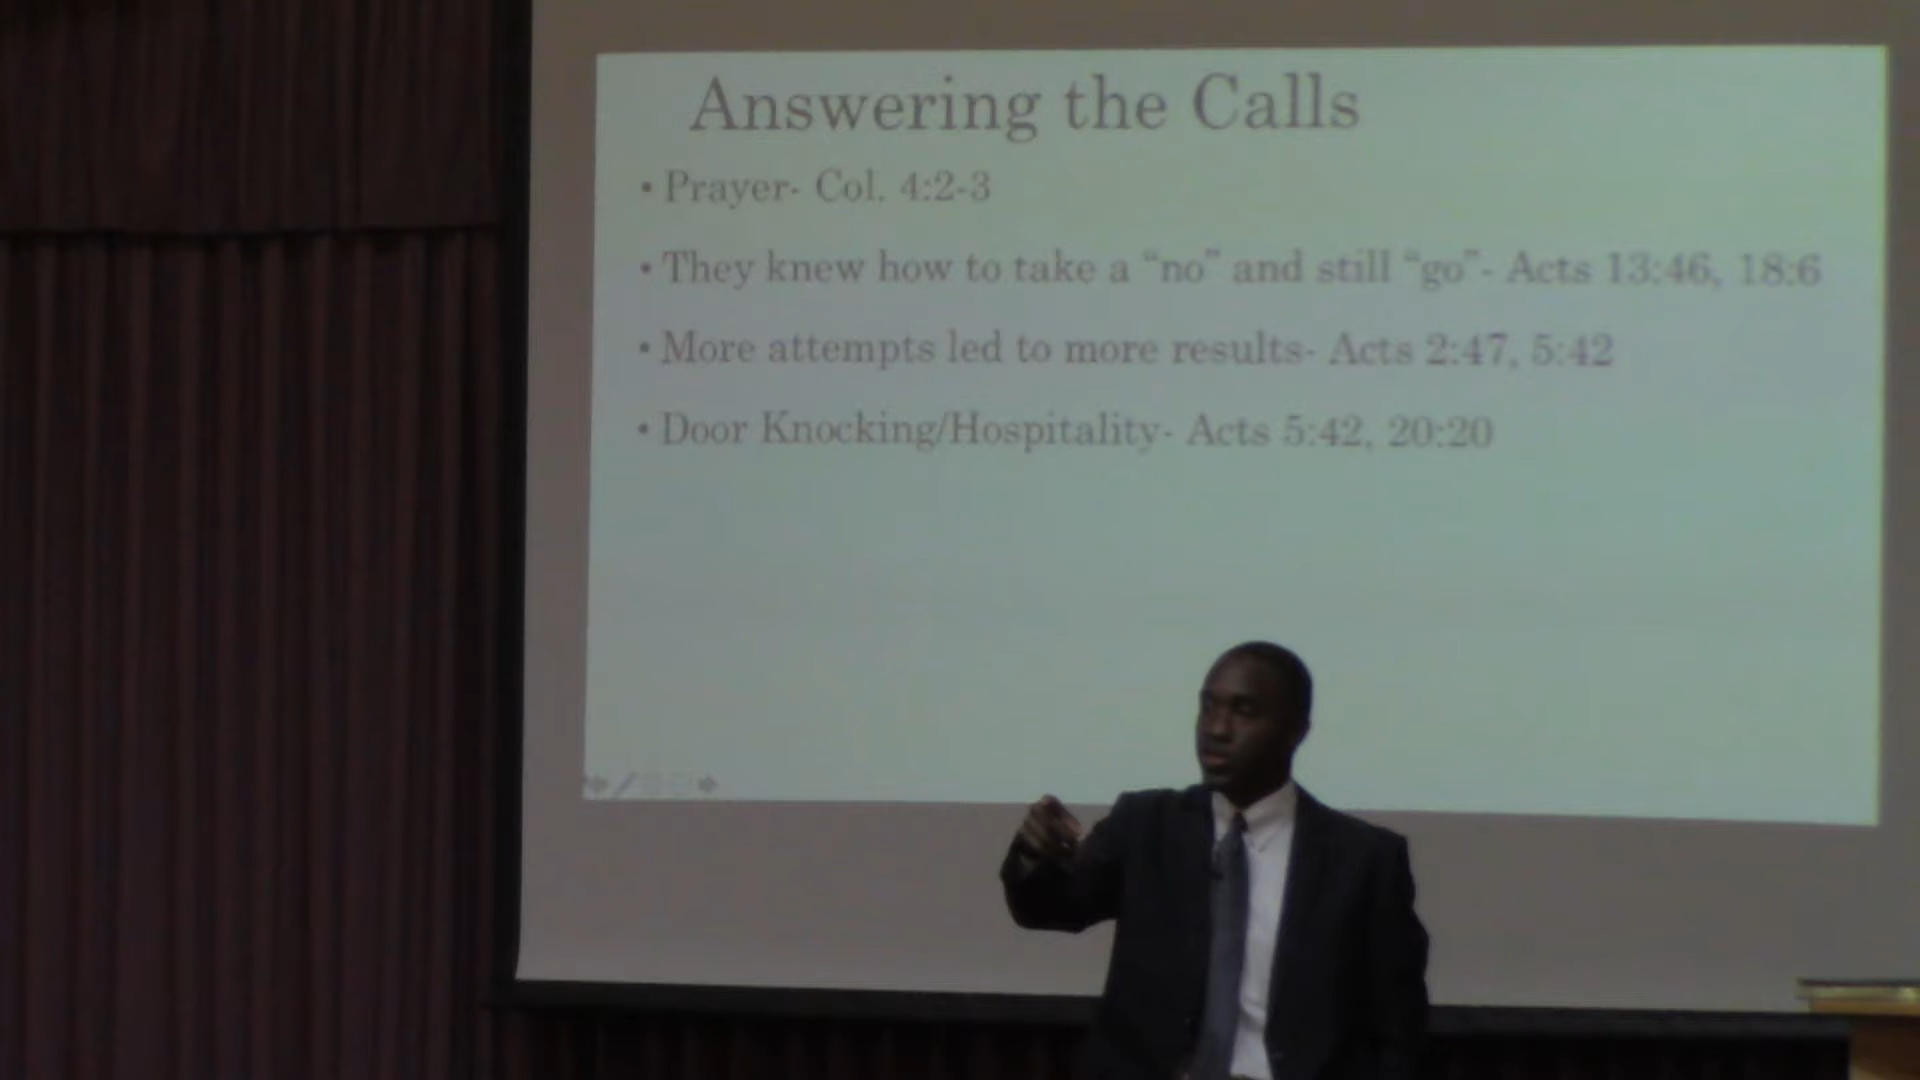 Answering the Calls
• Prayer- Col. 4:2-3
• They knew how to take a “no” and still “go”- Acts 13:46, 18:6
• More attempts led to more results- Acts 2:47, 5:42
• Door Knocking/Hospitality- Acts 5:42, 20:20